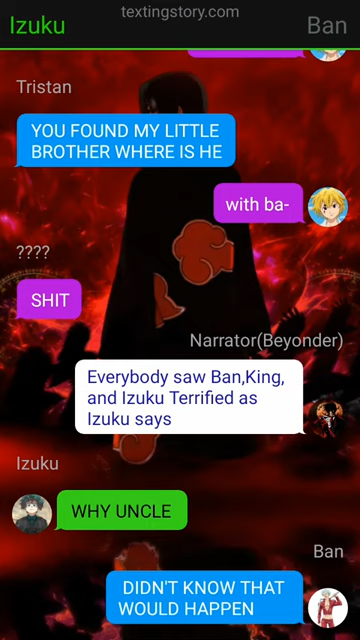 textingstory.com
Izuku
Ban
Tristan
YOU FOUND MY LITTLE
BROTHER WHERE IS HE
with ba-
????
SHIT
Narrator(Beyonder)
Everybody saw Ban,King,
and Izuku Terrified as
Izuku says
Izuku
WHY UNCLE
Ban
DIDN'T KNOW THAT
WOULD HAPPEN